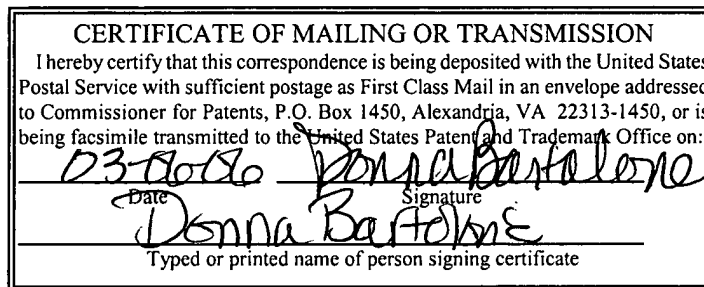 CERTIFICATE OF MAILING OR TRANSMISSION
I hereby certify that this correspondence is being deposited with the United States
Postal Service with sufficient postage as First Class Mail in an envelope addressed
to Commissioner for Patents, P.O. Box 1450, Alexandria, VA 22313-1450, or is
being facsimile transmitted to the United States Patent and Trademark Office on:
03-06-06 Donna Bartolone
Date Signature
Donna Bartolone
Typed or printed name of person signing certificate